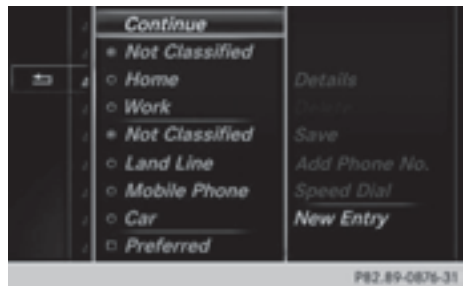 Continue
Not Classified
Home
Work
Not Classified
Land Line
Mobile Phone
Car
Preferred
Details
Delete
Save
Add Phone No.
Speed Dial
New Entry
P82.89-0876-31